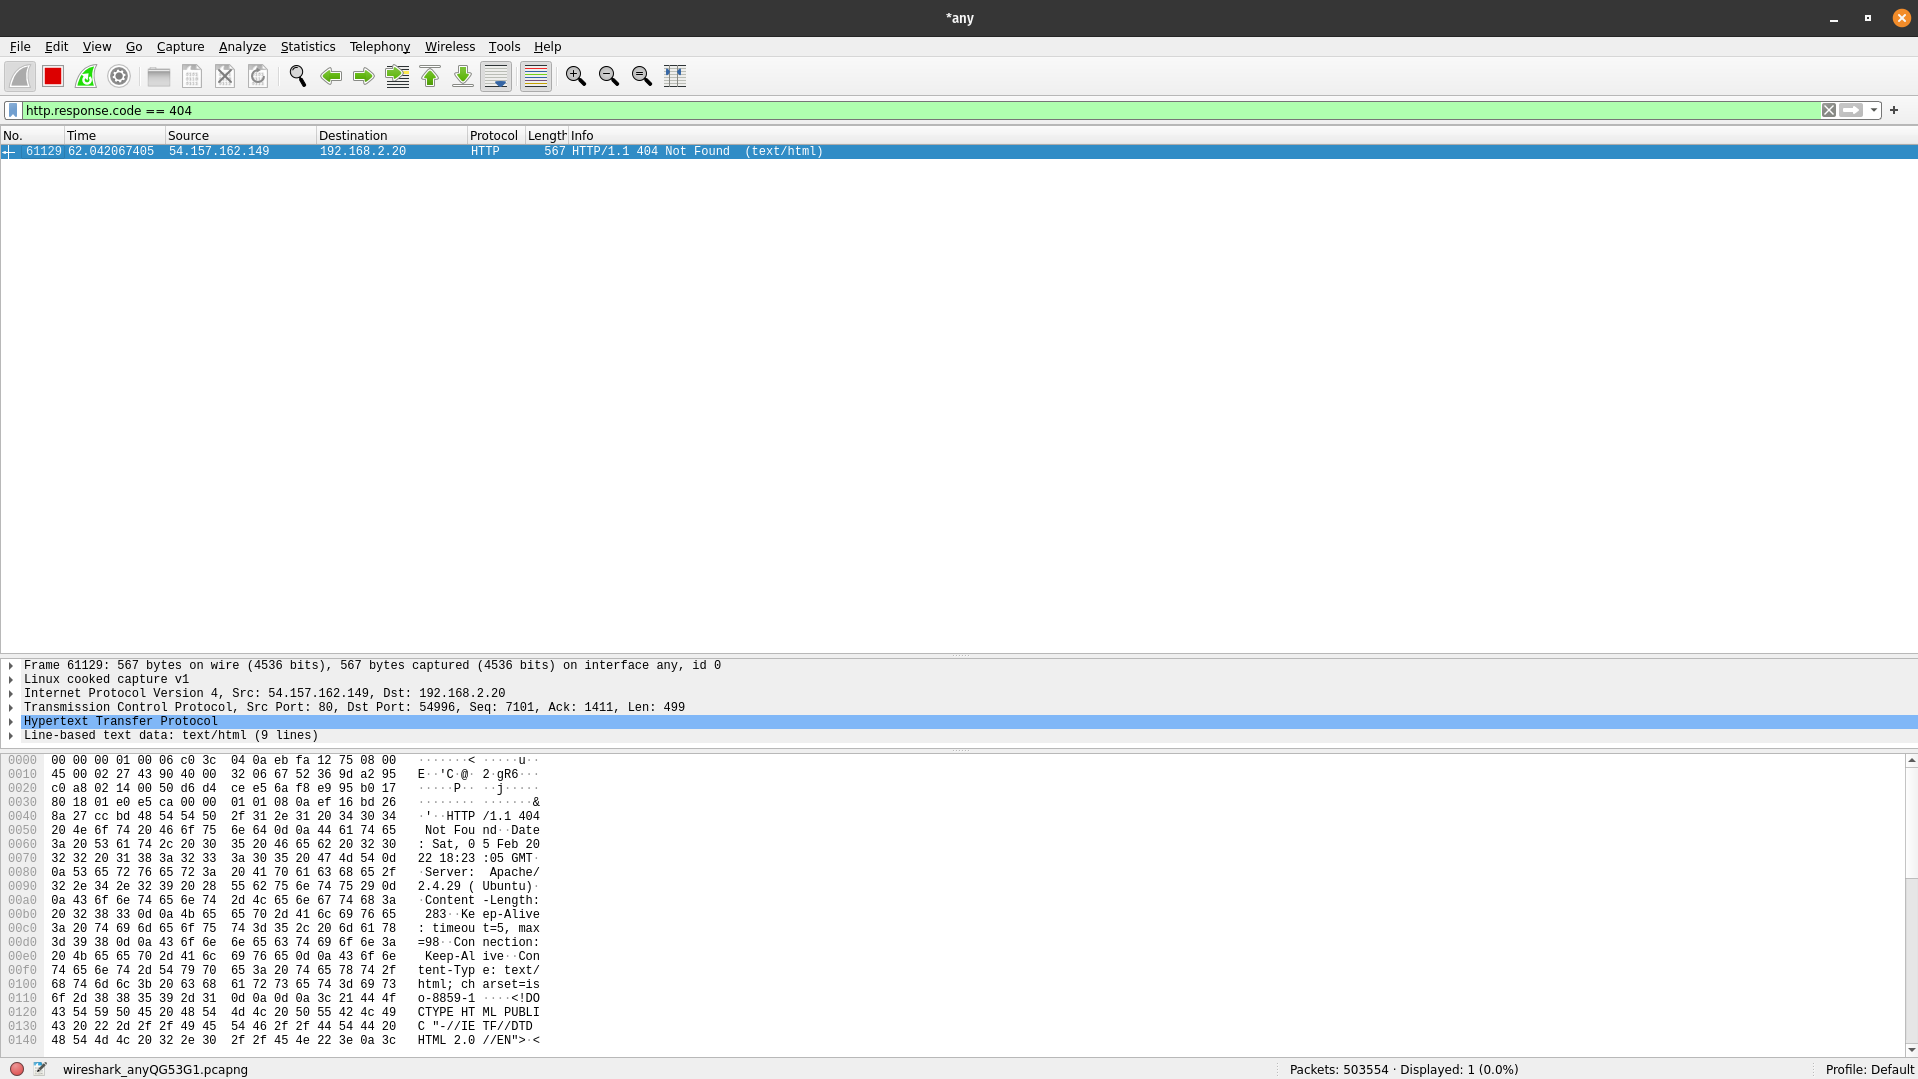 *any
File Edit View Go Capture Analyze Statistics Telephony Wireless Tools Help
http.response.code == 404
No. Time Source Destination Protocol Length Info
61129 62.042067405 54.157.162.149 192.168.2.20 HTTP 567 HTTP/1.1 404 Not Found (text/html)
Frame 61129: 567 bytes on wire (4536 bits), 567 bytes captured (4536 bits) on interface any, id 0
Linux cooked capture v1
Internet Protocol Version 4, Src: 54.157.162.149, Dst: 192.168.2.20
Transmission Control Protocol, Src Port: 80, Dst Port: 54996, Seq: 7101, Ack: 1411, Len: 499
Hypertext Transfer Protocol
Line-based text data: text/html (9 lines)
0000 00 00 00 01 00 06 c0 3c 04 0a eb fa 12 75 08 00 ·······< ·····u··
0010 45 00 02 27 43 90 40 00 32 06 67 52 36 9d a2 95 E··'C·@· 2·gR6···
0020 c0 a8 02 14 00 50 d6 d4 ce e5 6a f8 e9 95 b0 17 ·····P·· ··j·····
0030 80 18 01 e0 e5 ca 00 00 01 01 08 0a ef 16 bd 26 ········ ·······&
0040 8a 27 cc bd 48 54 54 50 2f 31 2e 31 20 34 30 34 ·'··HTTP /1.1 404
0050 20 4e 6f 74 20 46 6f 75 6e 64 0d 0a 44 61 74 65 Not Fou nd··Date
0060 3a 20 53 61 74 2c 20 30 35 20 46 65 62 20 32 30 : Sat, 0 5 Feb 20
0070 32 32 20 31 38 3a 32 33 3a 30 35 20 47 4d 54 0d 22 18:23 :05 GMT·
0080 0a 53 65 72 76 65 72 3a 20 41 70 61 63 68 65 2f ·Server: Apache/
0090 32 2e 34 2e 32 39 20 28 55 62 75 6e 74 75 29 0d 2.4.29 ( Ubuntu)·
00a0 0a 43 6f 6e 74 65 6e 74 2d 4c 65 6e 67 74 68 3a ·Content -Length:
00b0 20 32 38 33 0d 0a 4b 65 65 70 2d 41 6c 69 76 65 283··Ke ep-Alive
00c0 3a 20 74 69 6d 65 6f 75 74 3d 35 2c 20 6d 61 78 : timeou t=5, max
00d0 3d 39 38 0d 0a 43 6f 6e 6e 65 63 74 69 6f 6e 3a =98··Con nection:
00e0 20 4b 65 65 70 2d 41 6c 69 76 65 0d 0a 43 6f 6e Keep-Al ive··Con
00f0 74 65 6e 74 2d 54 79 70 65 3a 20 74 65 78 74 2f tent-Typ e: text/
0100 68 74 6d 6c 3b 20 63 68 61 72 73 65 74 3d 69 73 html; ch arset=is
0110 6f 2d 38 38 35 39 2d 31 0d 0a 0d 0a 3c 21 44 4f o-8859-1 ····<!DO
0120 43 54 59 50 45 20 48 54 4d 4c 20 50 55 42 4c 49 CTYPE HT ML PUBLI
0130 43 20 22 2d 2f 2f 49 45 54 46 2f 2f 44 54 44 20 C "-//IE TF//DTD
0140 48 54 4d 4c 20 32 2e 30 2f 2f 45 4e 22 3e 0a 3c HTML 2.0 //EN">·<
wireshark_anyQG53G1.pcapng Packets: 503554 · Displayed: 1 (0.0%) Profile: Default